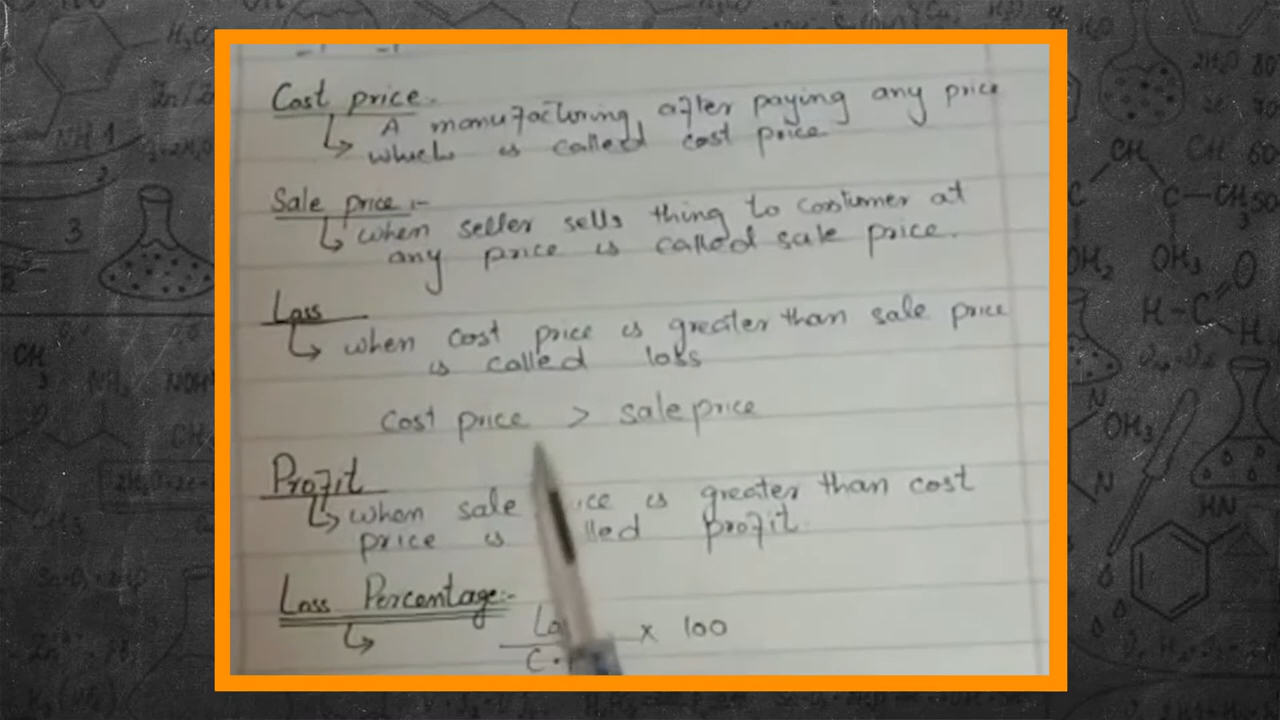 Cost price:-
A manufacturing after paying any price
which is called cost price
Sale price :-
when seller sells thing to costumer at
any price is called sale price.
Loss
when cost price is greater than sale price
is called loss
Cost price > sale price
Profit
when sale is greater than cost
price is profit
Loss Percentage:-
x 100